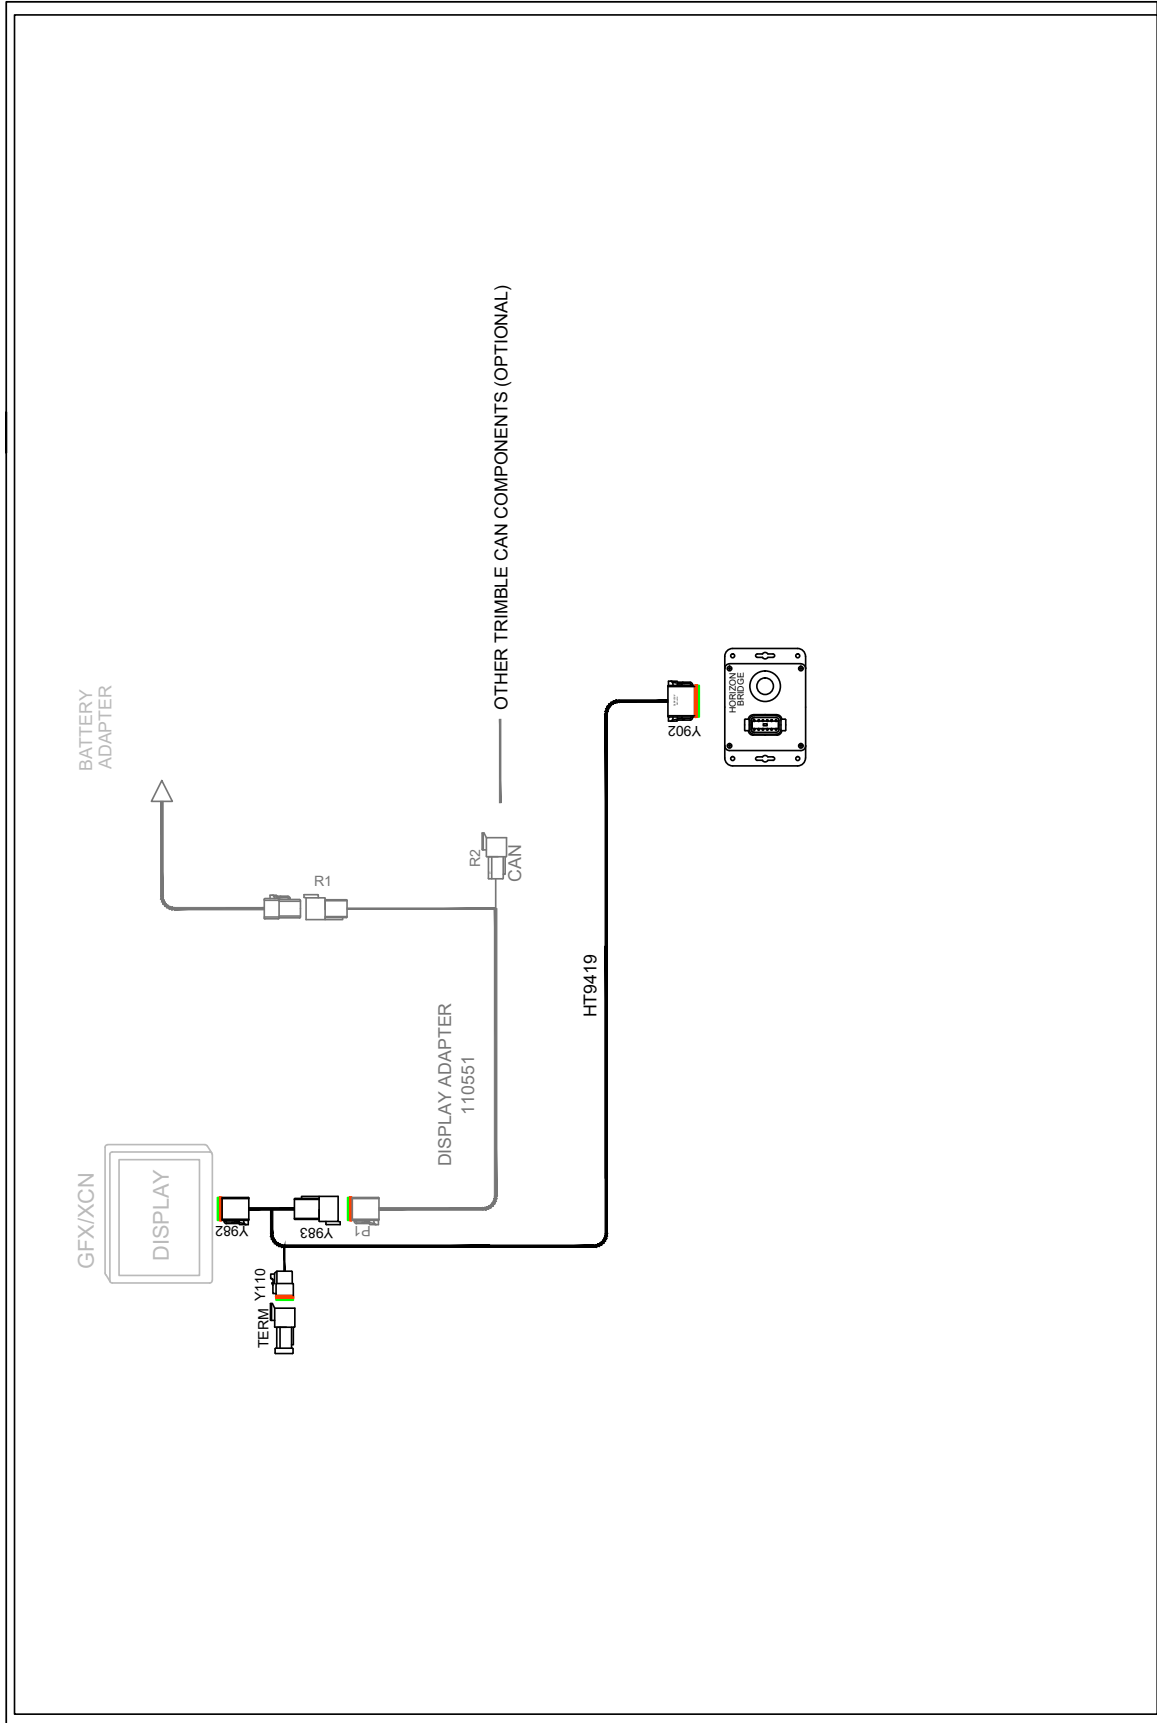 BATTERY
ADAPTER
OTHER TRIMBLE CAN COMPONENTS (OPTIONAL)
HORIZON
BRIDGE
Y902
R1
R2
CAN
HT9419
DISPLAY ADAPTER
110551
GFX/XCN
DISPLAY
Y982
Y983
P1
Y110
TERM